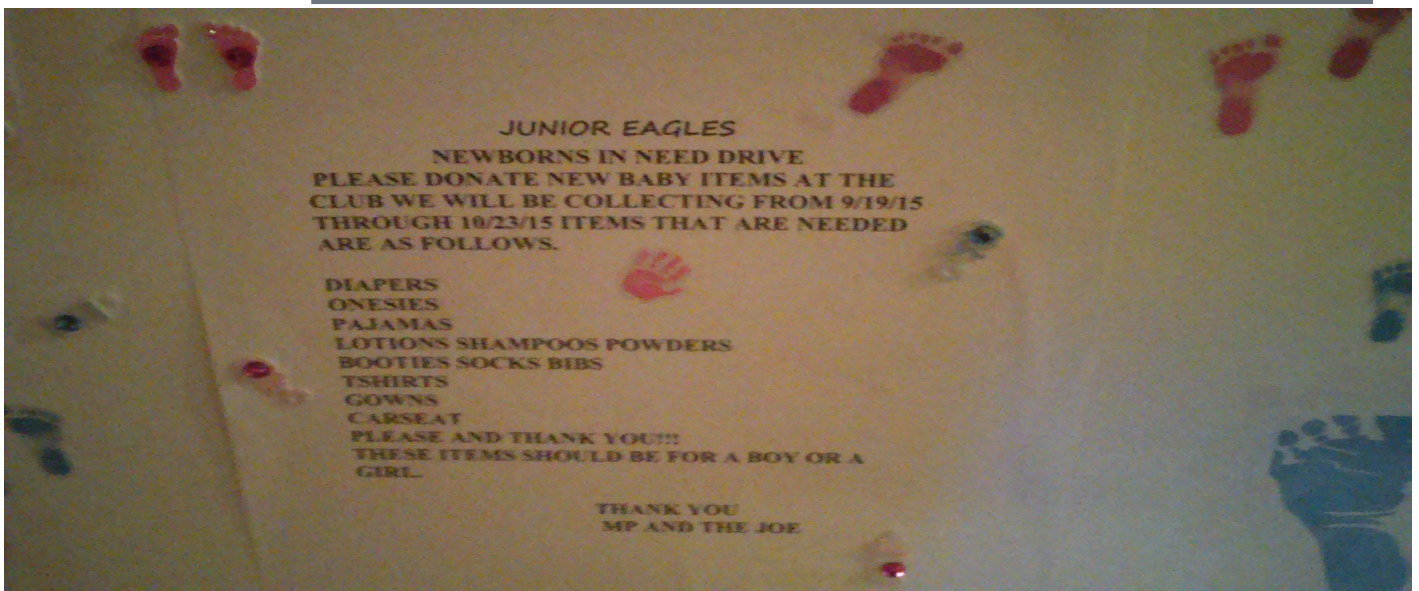 JUNIOR EAGLES
NEWBORNS IN NEED DRIVE
PLEASE DONATE NEW BABY ITEMS AT THE
CLUB WE WILL BE COLLECTING FROM 9/19/15
THROUGH 10/23/15 ITEMS THAT ARE NEEDED
ARE AS FOLLOWS.
DIAPERS
ONESIES
PAJAMAS
LOTIONS SHAMPOOS POWDERS
BOOTIES SOCKS BIBS
TSHIRTS
GOWNS
CARSEAT
PLEASE AND THANK YOU!!!
THESE ITEMS SHOULD BE FOR A BOY OR A
GIRL.
THANK YOU
MP AND THE JOE